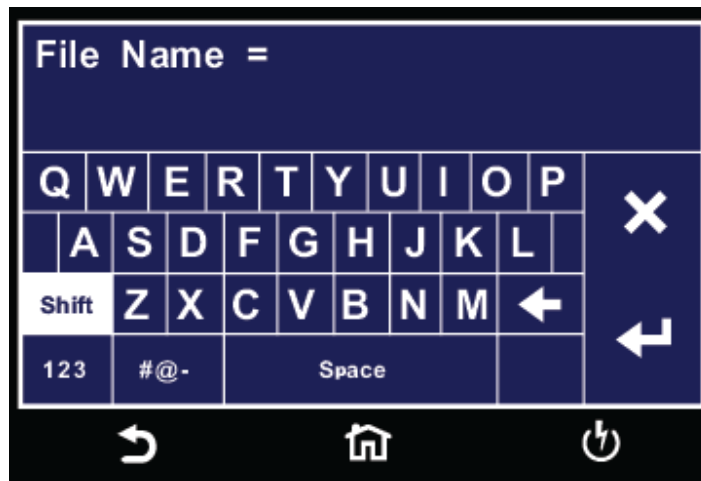 File Name =
Q W E R T Y U I O P
A S D F G H J K L
Shift Z X C V B N M
123 #@- Space